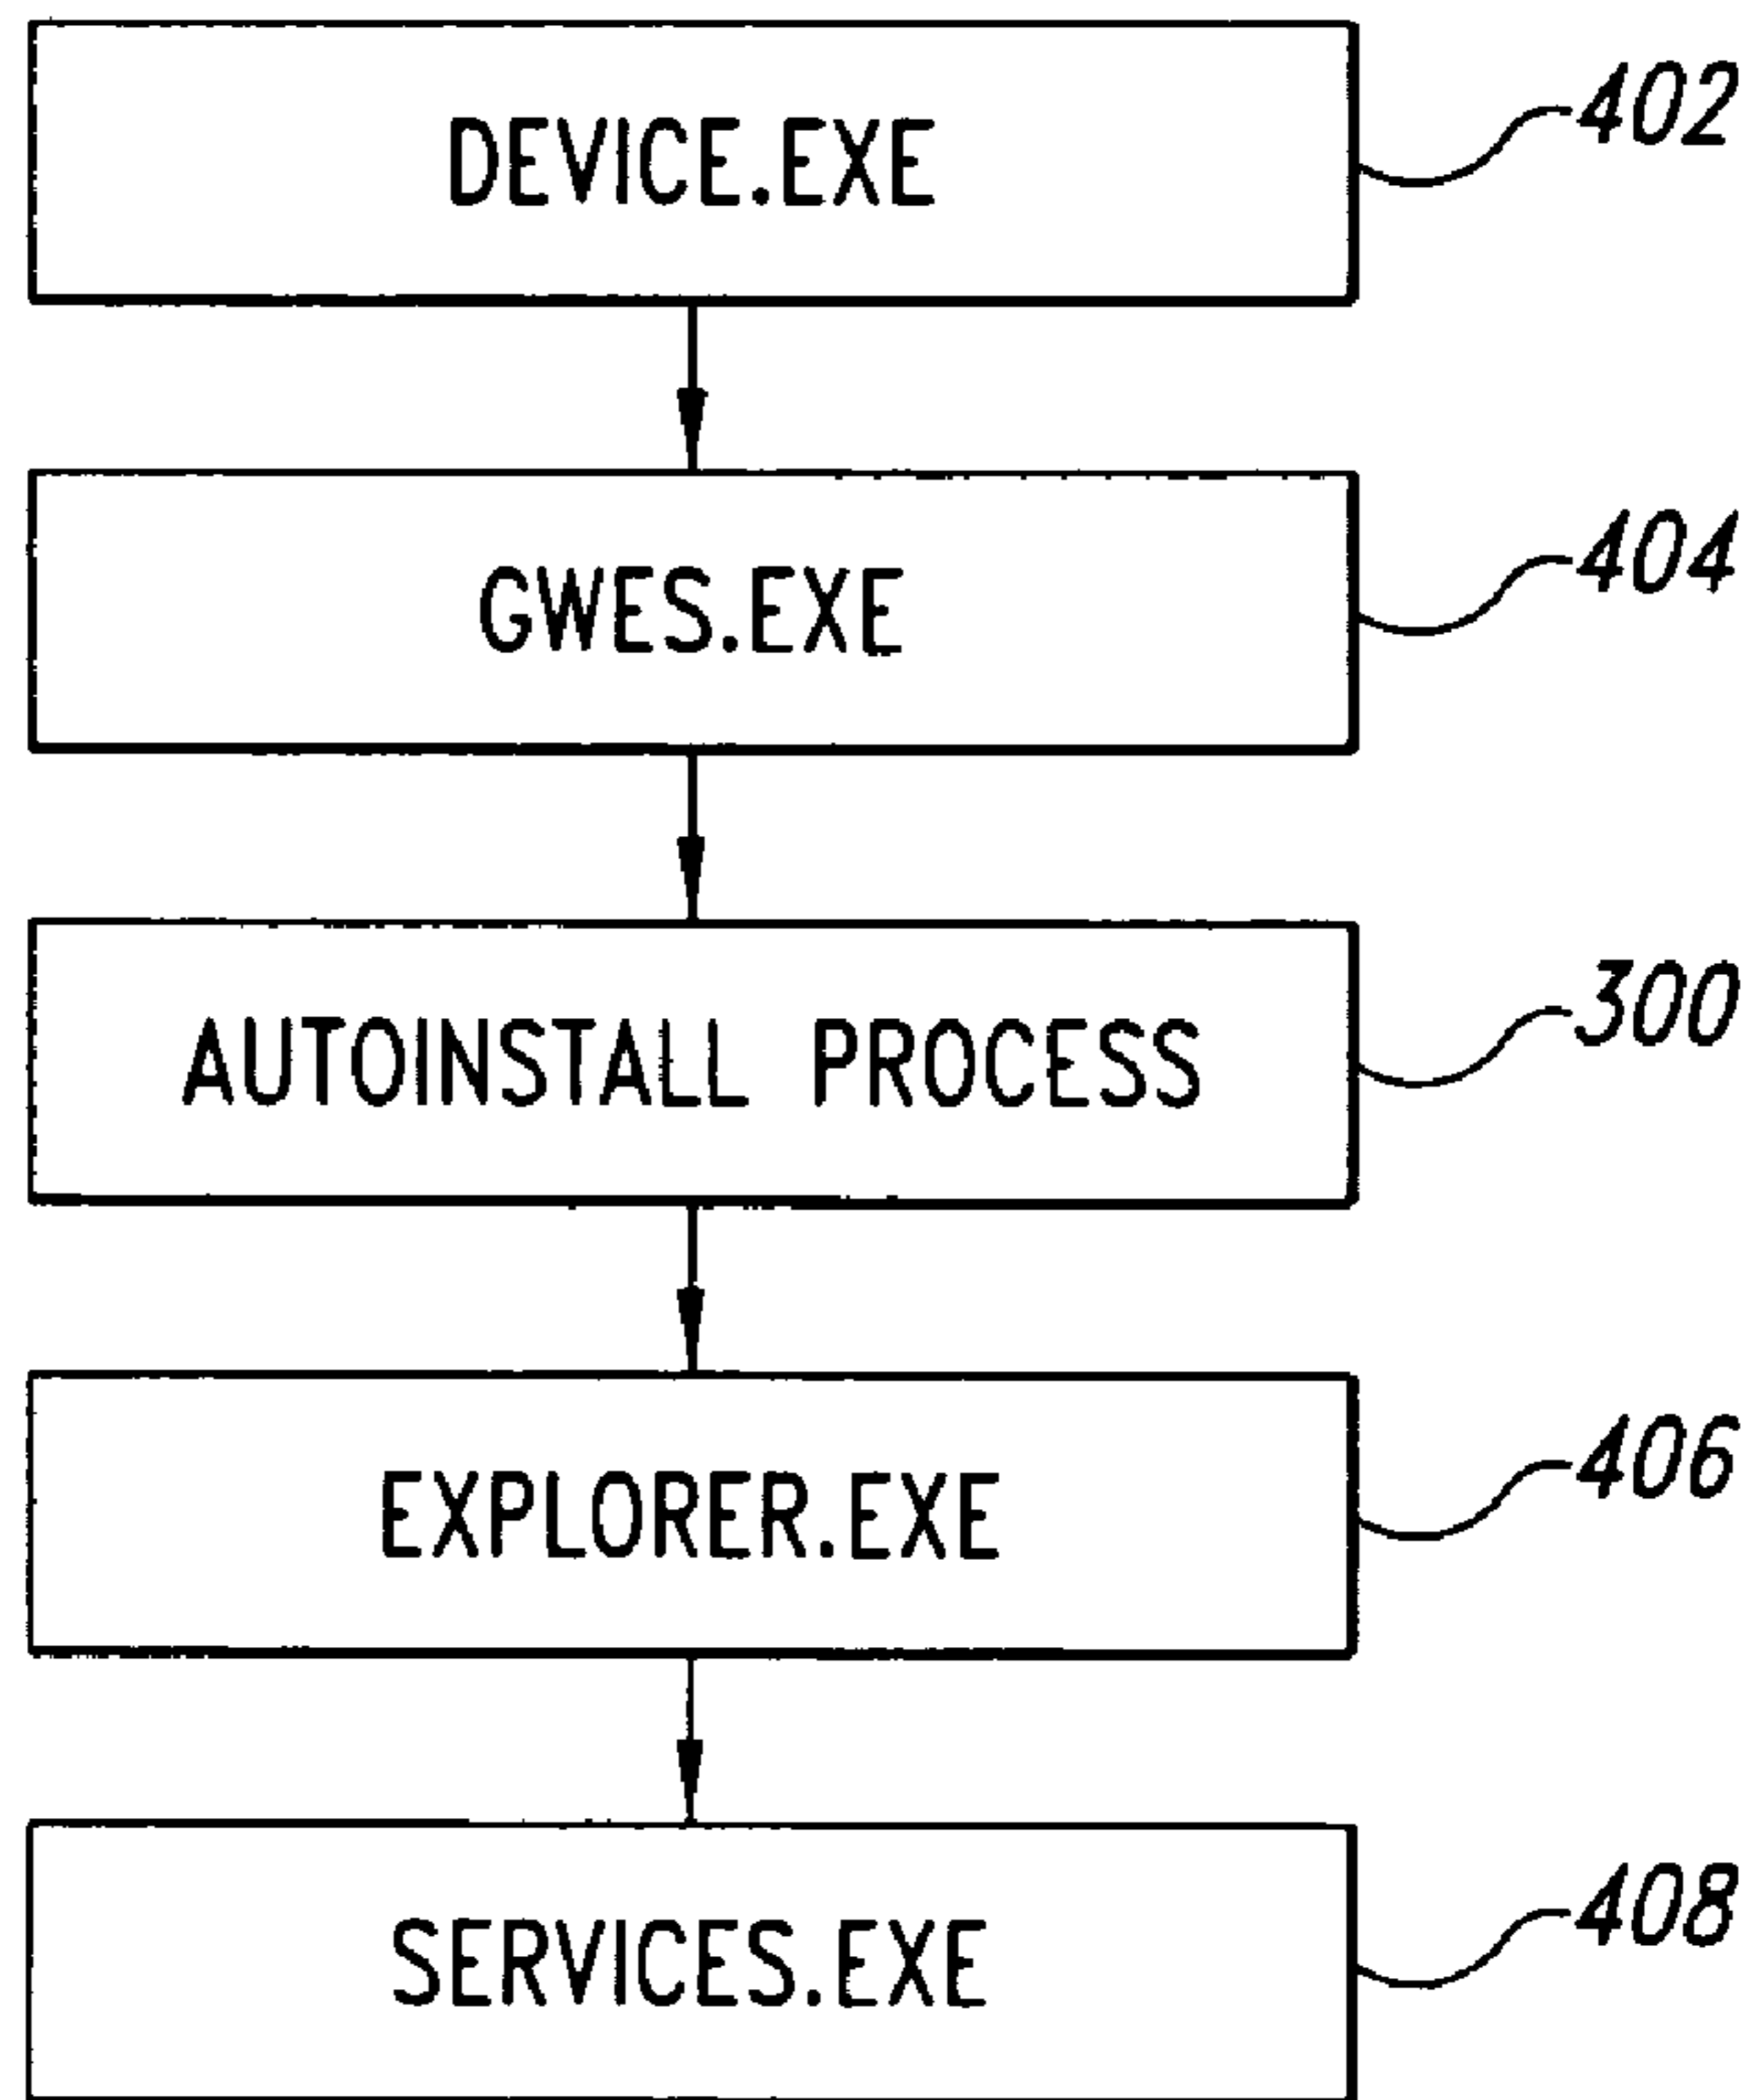 DEVICE.EXE
402
GWES.EXE
404
AUTOINSTALL PROCESS
300
EXPLORER.EXE
406
SERVICES.EXE
408